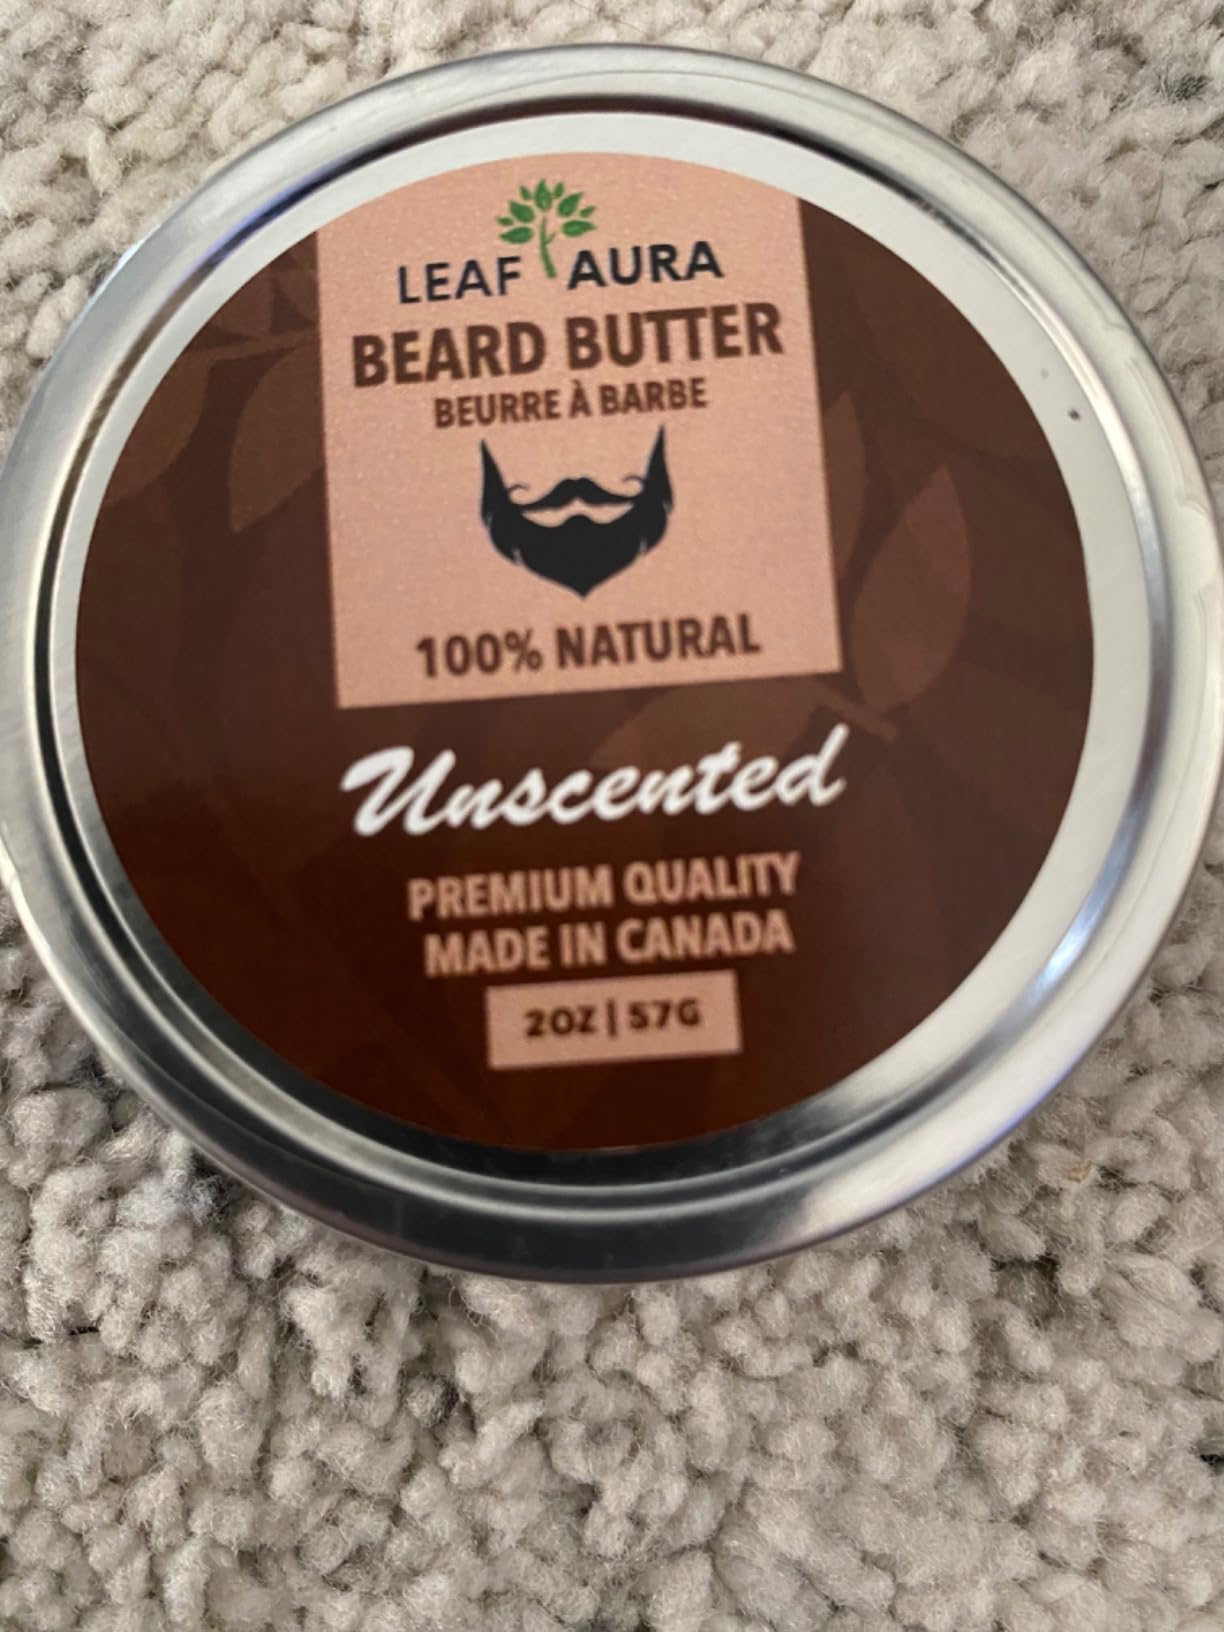 LEAF AURA
BEARD BUTTER
BEURRE À BARBE
100% NATURAL
Unscented
PREMIUM QUALITY
MADE IN CANADA
2OZ | 57G